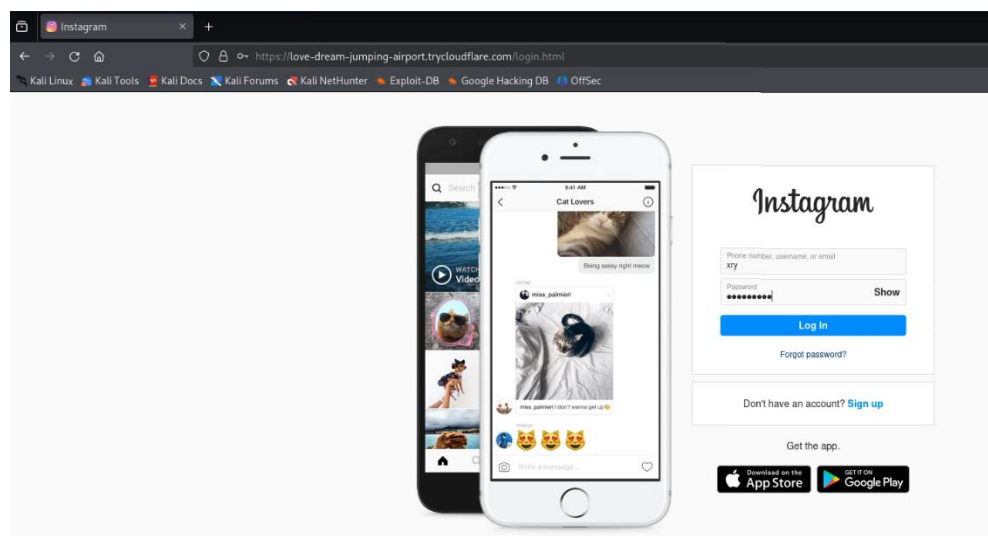 Instagram
https://love-dream-jumping-airport.trycloudflare.com/login.html
Kali Linux Kali Tools Kali Docs Kali Forums Kali NetHunter Exploit-DB Google Hacking DB OffSec
Search
WATCH
Video
9:41 AM
Cat Lovers
Being sassy right meow
miss_palmieri
miss_palmieri I don't wanna get up
Write a message...
Instagram
Phone number, username, or email
xry
Password
Show
Log In
Forgot password?
Don't have an account? Sign up
Get the app.
Download on the
App Store
GET IT ON
Google Play